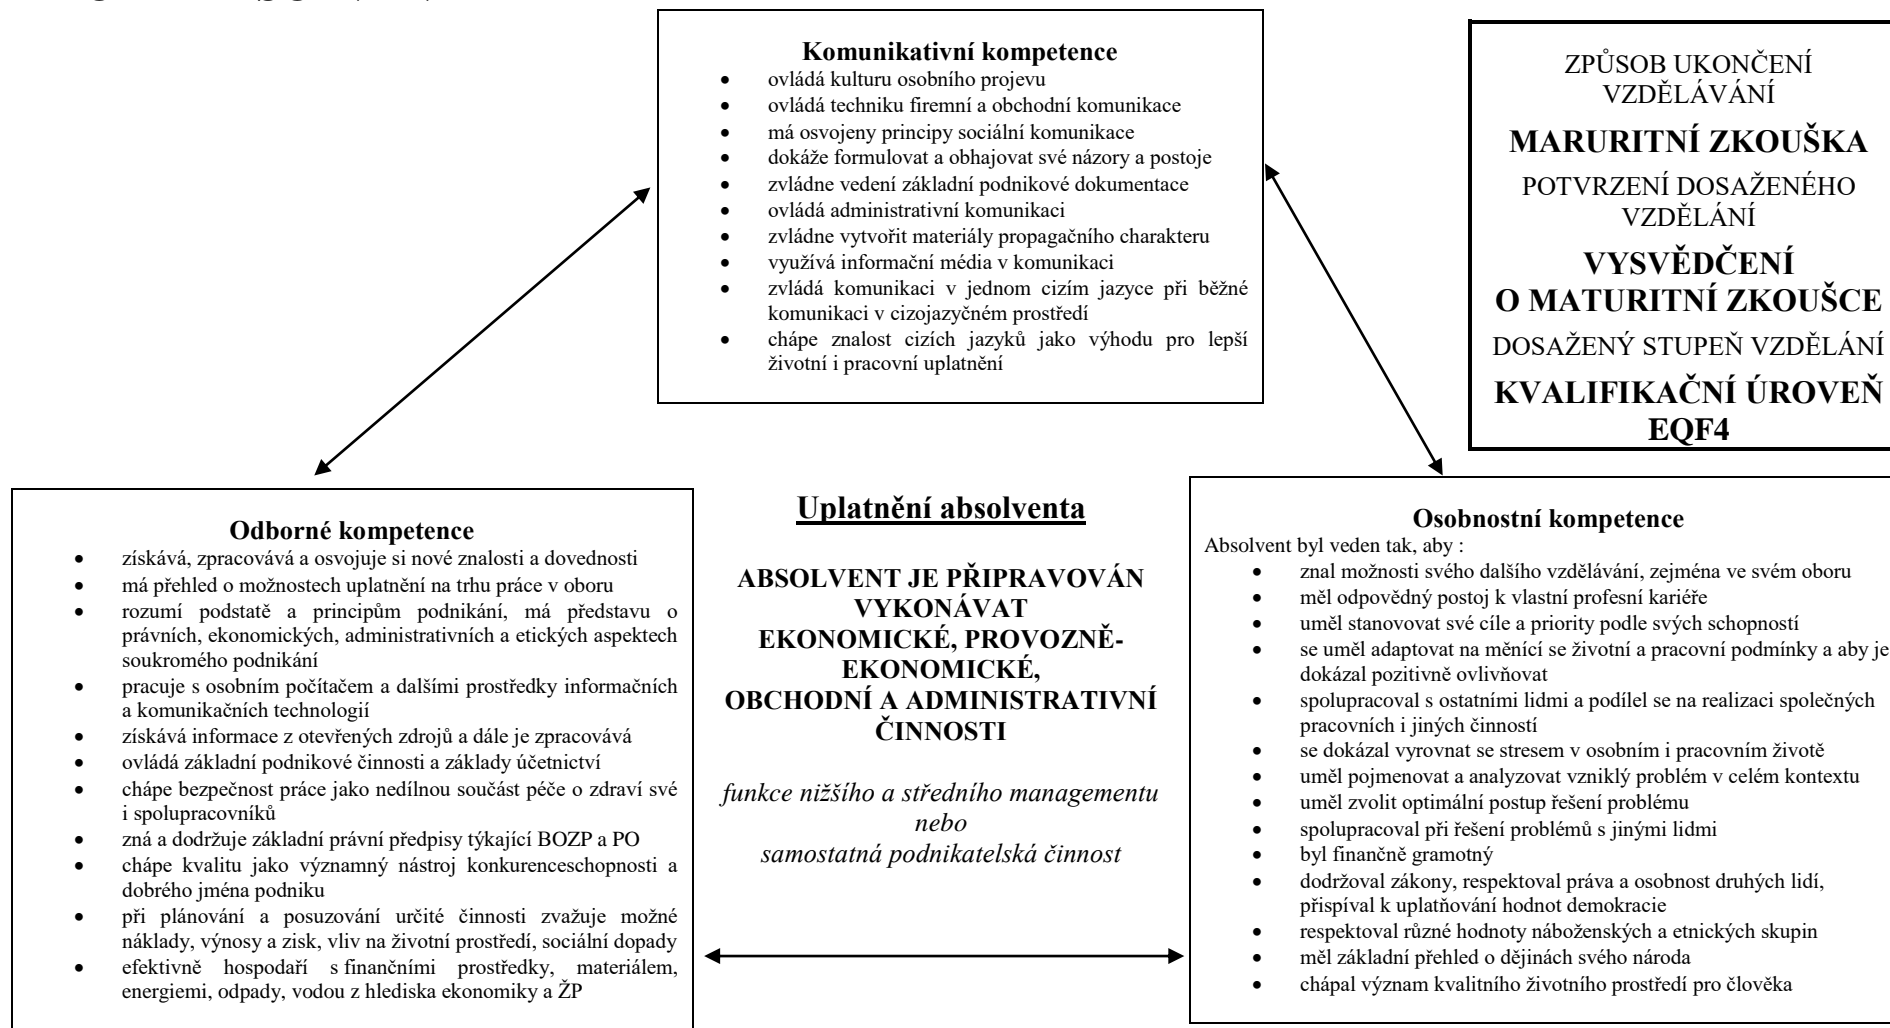 Komunikativní kompetence
• ovládá kulturu osobního projevu
• ovládá techniku firemní a obchodní komunikace
• má osvojeny principy sociální komunikace
• dokáže formulovat a obhajovat své názory a postoje
• zvládne vedení základní podnikové dokumentace
• ovládá administrativní komunikaci
• zvládne vytvořit materiály propagačního charakteru
• využívá informační média v komunikaci
• zvládá komunikaci v jednom cizím jazyce při běžné
komunikaci v cizojazyčném prostředí
• chápe znalost cizích jazyků jako výhodu pro lepší
životní i pracovní uplatnění
ZPŮSOB UKONČENÍ
VZDĚLÁVÁNÍ
MARURITNÍ ZKOUŠKA
POTVRZENÍ DOSAŽENÉHO
VZDĚLÁNÍ
VYSVĚDČENÍ
O MATURITNÍ ZKOUŠCE
DOSAŽENÝ STUPEŇ VZDĚLÁNÍ
KVALIFIKAČNÍ ÚROVEŇ
EQF4
Odborné kompetence
• získává, zpracovává a osvojuje si nové znalosti a dovednosti
• má přehled o možnostech uplatnění na trhu práce v oboru
• rozumí podstatě a principům podnikání, má představu o
právních, ekonomických, administrativních a etických aspektech
soukromého podnikání
• pracuje s osobním počítačem a dalšími prostředky informačních
a komunikačních technologií
• získává informace z otevřených zdrojů a dále je zpracovává
• ovládá základní podnikové činnosti a základy účetnictví
• chápe bezpečnost práce jako nedílnou součást péče o zdraví své
i spolupracovníků
• zná a dodržuje základní právní předpisy týkající BOZP a PO
• chápe kvalitu jako významný nástroj konkurenceschopnosti a
dobrého jména podniku
• při plánování a posuzování určité činnosti zvažuje možné
náklady, výnosy a zisk, vliv na životní prostředí, sociální dopady
• efektivně hospodaří s finančními prostředky, materiálem,
energiemi, odpady, vodou z hlediska ekonomiky a ŽP
Uplatnění absolventa
ABSOLVENT JE PŘIPRAVOVÁN
VYKONÁVAT
EKONOMICKÉ, PROVOZNĚ-
EKONOMICKÉ,
OBCHODNÍ A ADMINISTRATIVNÍ
ČINNOSTI
funkce nižšího a středního managementu
nebo
samostatná podnikatelská činnost
Osobnostní kompetence
Absolvent byl veden tak, aby :
• znal možnosti svého dalšího vzdělávání, zejména ve svém oboru
• měl odpovědný postoj k vlastní profesní kariéře
• uměl stanovovat své cíle a priority podle svých schopností
• se uměl adaptovat na měnící se životní a pracovní podmínky a aby je
dokázal pozitivně ovlivňovat
• spolupracoval s ostatními lidmi a podílel se na realizaci společných
pracovních i jiných činností
• se dokázal vyrovnat se stresem v osobním i pracovním životě
• uměl pojmenovat a analyzovat vzniklý problém v celém kontextu
• uměl zvolit optimální postup řešení problému
• spolupracoval při řešení problémů s jinými lidmi
• byl finančně gramotný
• dodržoval zákony, respektoval práva a osobnost druhých lidí,
přispíval k uplatňování hodnot demokracie
• respektoval různé hodnoty náboženských a etnických skupin
• měl základní přehled o dějinách svého národa
• chápal význam kvalitního životního prostředí pro člověka